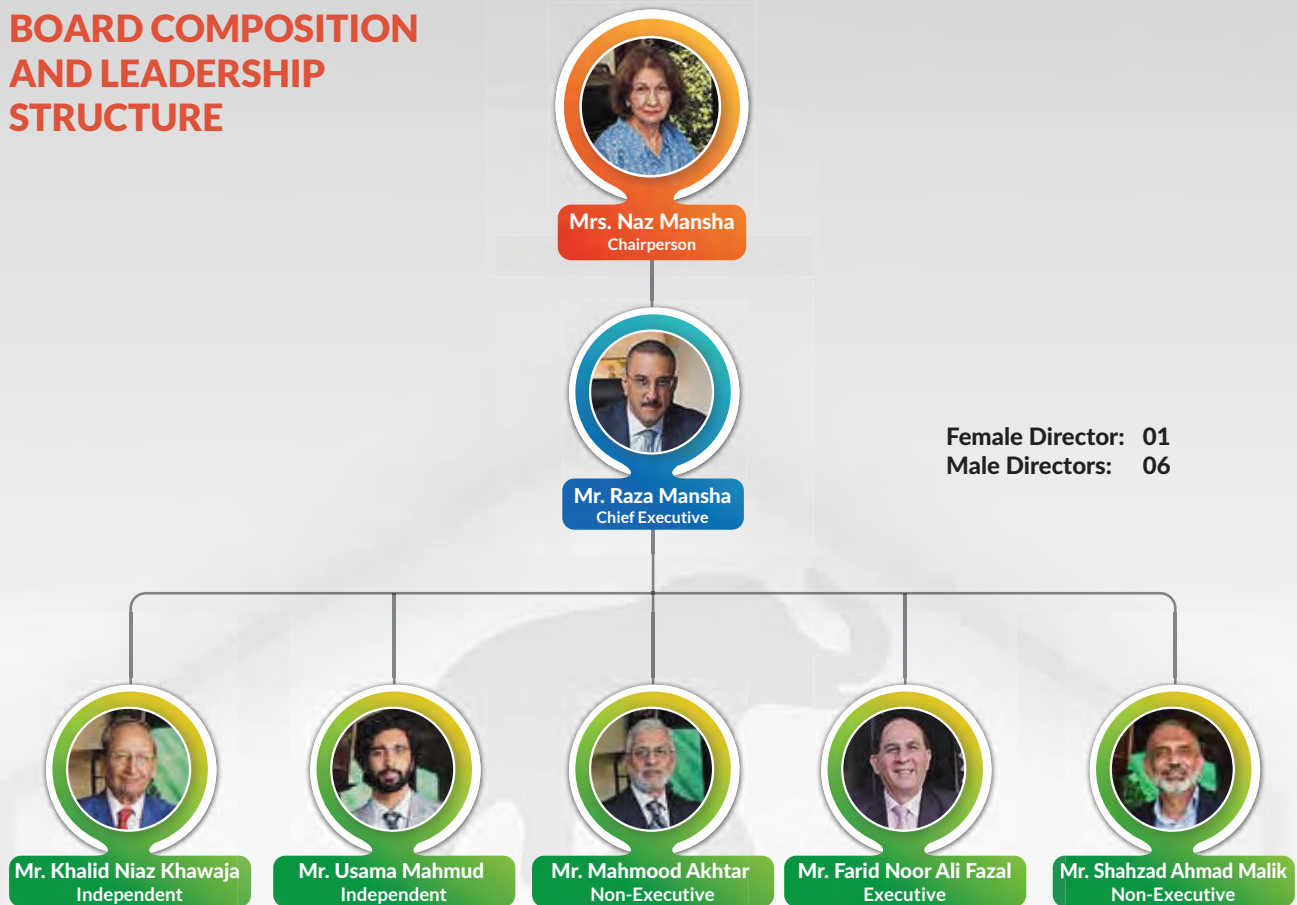 BOARD COMPOSITION
AND LEADERSHIP
STRUCTURE
Mrs. Naz Mansha
Chairperson
Mr. Raza Mansha
Chief Executive
Female Director: 01
Male Directors: 06
Mr. Khalid Niaz Khawaja
Independent
Mr. Usama Mahmud
Independent
Mr. Mahmood Akhtar
Non-Executive
Mr. Farid Noor Ali Fazal
Executive
Mr. Shahzad Ahmad Malik
Non-Executive